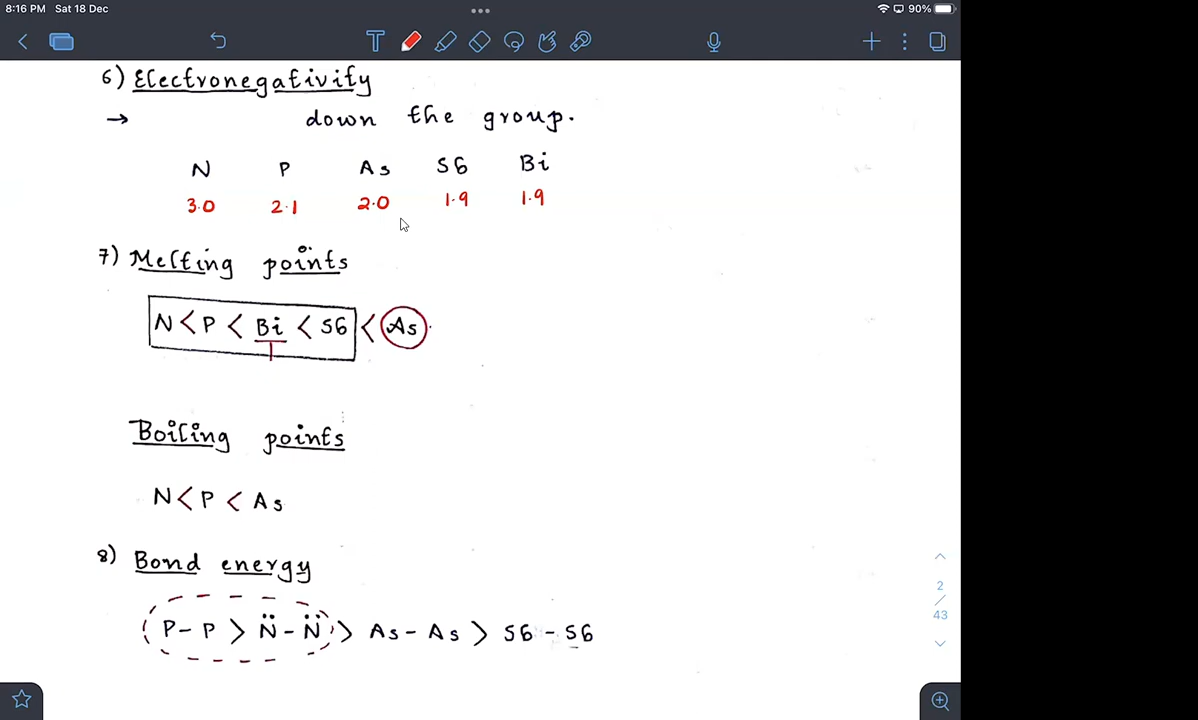 8:16 PM Sat 18 Dec
90%
6) Electronegativity
→ down the group.
N P As Sb Bi
3.0 2.1 2.0 1.9 1.9
7) Melting points
N < P < Bi < Sb < As
Boiling points
N < P < As
8) Bond energy
P - P > N̈ - N̈ > As - As > Sb - Sb
2
/
43